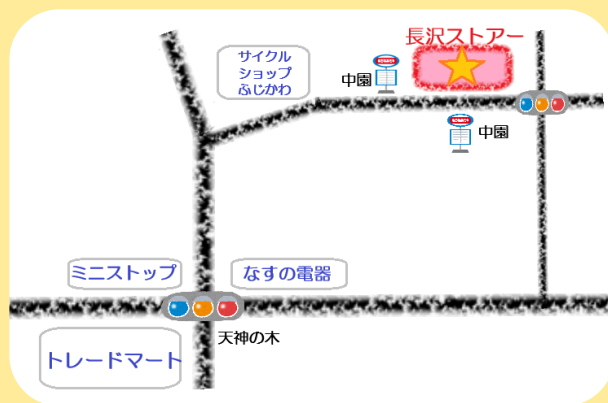 長沢ストアー
サイクル
ショップ
ふじかわ
中園
中園
ミニストップ
なすの電器
天神の木
トレードマート